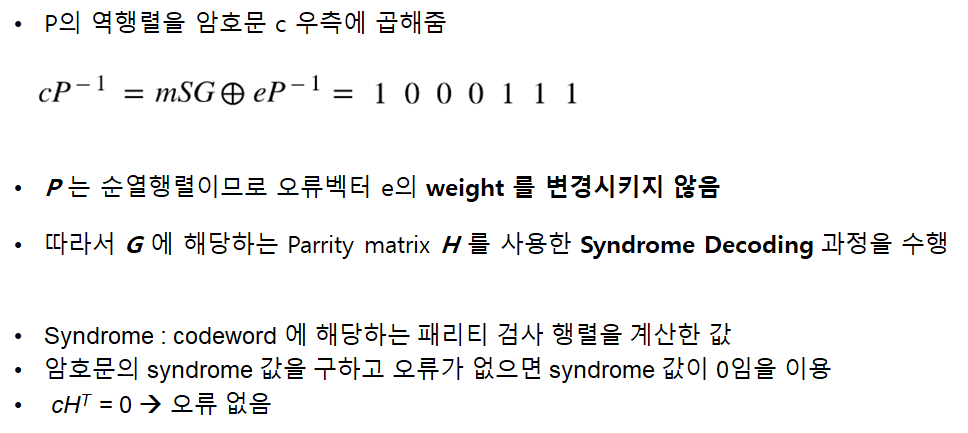 • P의 역행렬을 암호문 c 우측에 곱해줌
cP⁻¹ = mSG⊕eP⁻¹ = 1 0 0 0 1 1 1
• P 는 순열행렬이므로 오류벡터 e의 weight 를 변경시키지 않음
• 따라서 G 에 해당하는 Parrity matrix H 를 사용한 Syndrome Decoding 과정을 수행
• Syndrome : codeword 에 해당하는 패리티 검사 행렬을 계산한 값
• 암호문의 syndrome 값을 구하고 오류가 없으면 syndrome 값이 0임을 이용
• cHᵀ = 0 → 오류 없음